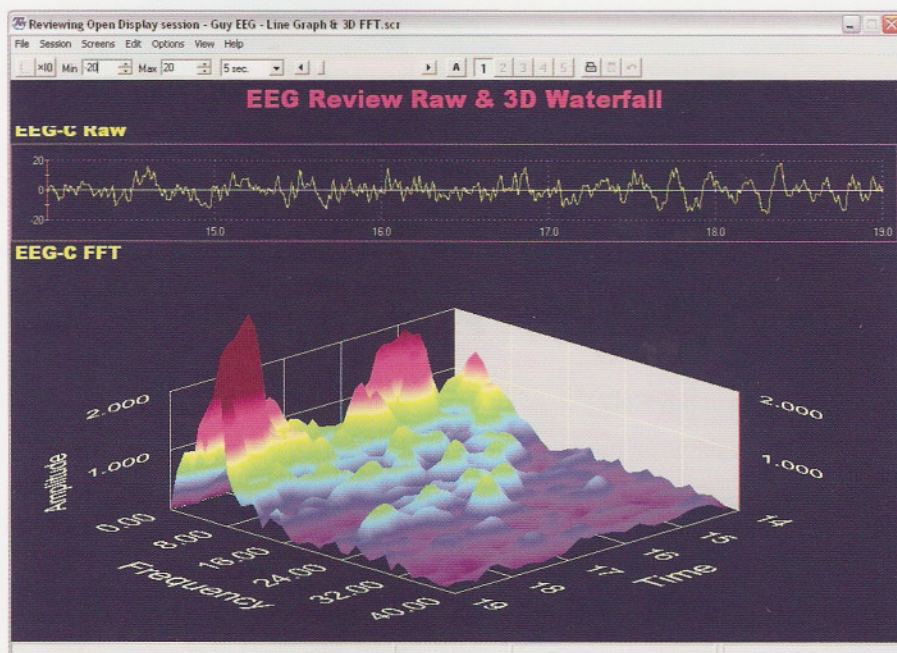 Reviewing Open Display session - Guy EEG - Line Graph & 3D FFT.scr
File Session Screens Edit Options View Help
×10 Min -20 Max 20 5 sec. A 1 2 3 4 5
EEG Review Raw & 3D Waterfall
EEG-C Raw
20
0
-20
15.0 16.0 17.0 18.0 19.0
EEG-C FFT
2.000
1.000
0.00
Amplitude
8.00
16.00
24.00
32.00
40.00
Frequency
19
18
17
16
15
14
Time
2.000
1.000